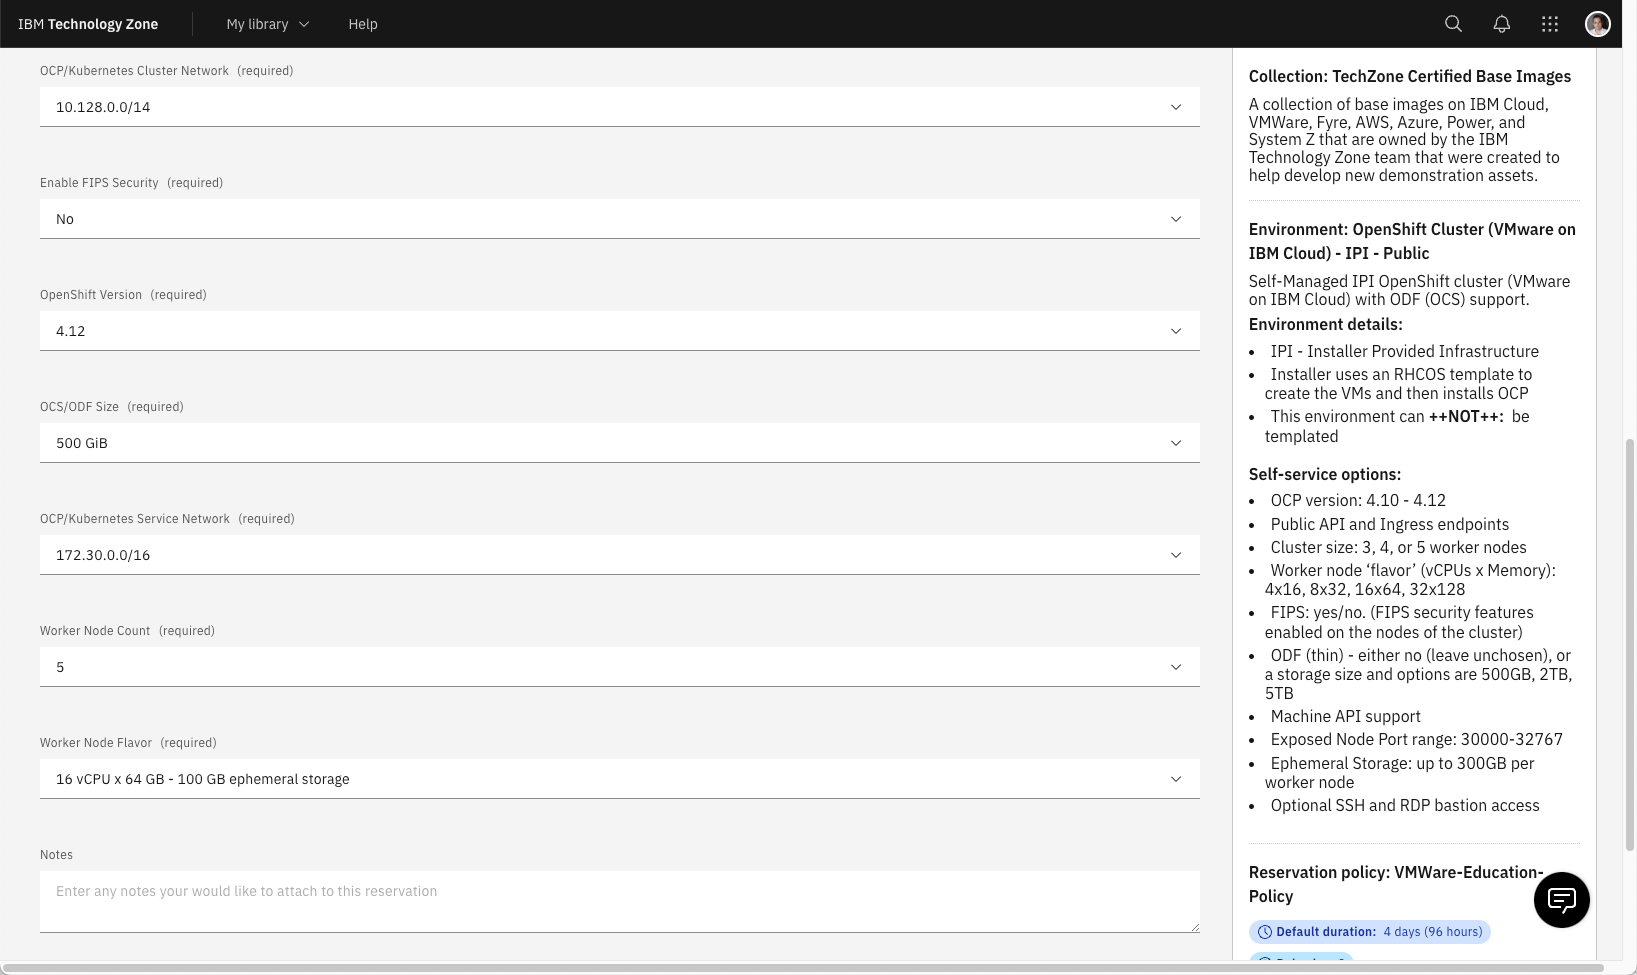 IBM Technology Zone
My library
Help
OCP/Kubernetes Cluster Network (required)
10.128.0.0/14
Enable FIPS Security (required)
No
OpenShift Version (required)
4.12
OCS/ODF Size (required)
500 GiB
OCP/Kubernetes Service Network (required)
172.30.0.0/16
Worker Node Count (required)
5
Worker Node Flavor (required)
16 vCPU x 64 GB - 100 GB ephemeral storage
Notes
Enter any notes your would like to attach to this reservation
Collection: TechZone Certified Base Images
A collection of base images on IBM Cloud,
VMWare, Fyre, AWS, Azure, Power, and
System Z that are owned by the IBM
Technology Zone team that were created to
help develop new demonstration assets.
Environment: OpenShift Cluster (VMware on
IBM Cloud) - IPI - Public
Self-Managed IPI OpenShift cluster (VMware
on IBM Cloud) with ODF (OCS) support.
Environment details:
• IPI - Installer Provided Infrastructure
• Installer uses an RHCOS template to
create the VMs and then installs OCP
• This environment can ++NOT++: be
templated
Self-service options:
• OCP version: 4.10 - 4.12
• Public API and Ingress endpoints
• Cluster size: 3, 4, or 5 worker nodes
• Worker node ‘flavor’ (vCPUs x Memory):
4x16, 8x32, 16x64, 32x128
• FIPS: yes/no. (FIPS security features
enabled on the nodes of the cluster)
• ODF (thin) - either no (leave unchosen), or
a storage size and options are 500GB, 2TB,
5TB
• Machine API support
• Exposed Node Port range: 30000-32767
• Ephemeral Storage: up to 300GB per
worker node
• Optional SSH and RDP bastion access
Reservation policy: VMWare-Education-
Policy
Default duration: 4 days (96 hours)